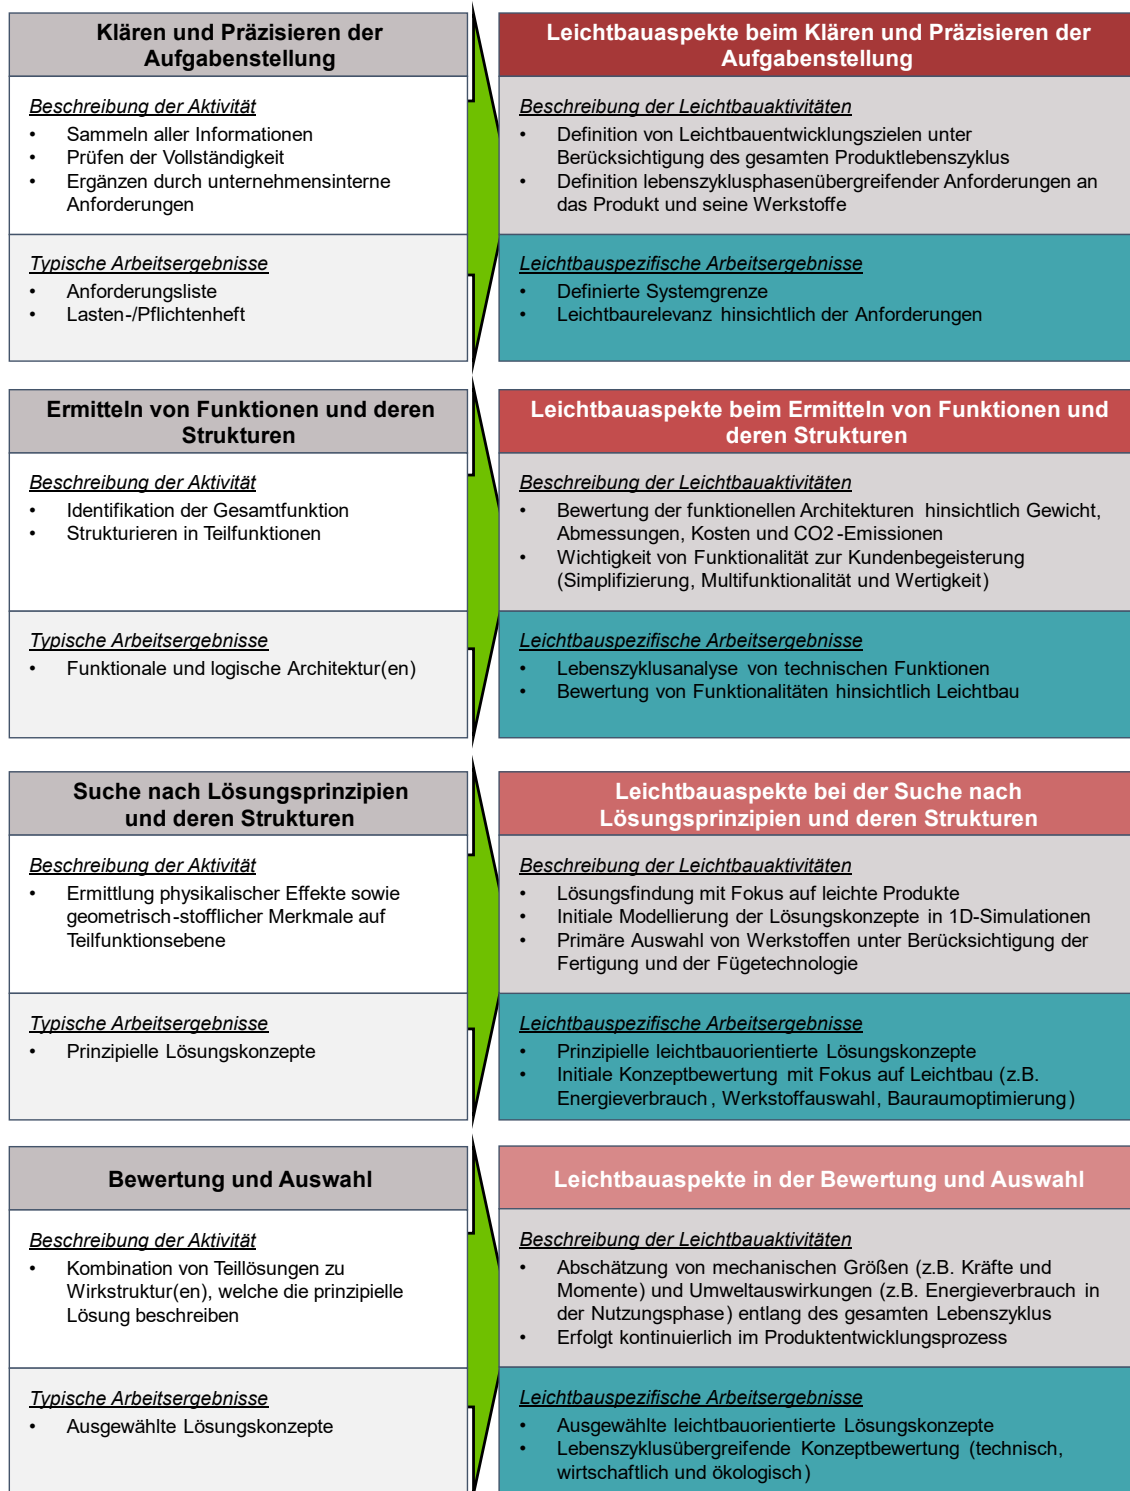 Klären und Präzisieren der
Aufgabenstellung
Beschreibung der Aktivität
• Sammeln aller Informationen
• Prüfen der Vollständigkeit
• Ergänzen durch unternehmensinterne
Anforderungen
Typische Arbeitsergebnisse
• Anforderungsliste
• Lasten-/Pflichtenheft
Leichtbauaspekte beim Klären und Präzisieren der
Aufgabenstellung
Beschreibung der Leichtbauaktivitäten
• Definition von Leichtbauentwicklungszielen unter
Berücksichtigung des gesamten Produktlebenszyklus
• Definition lebenszyklusphasenübergreifender Anforderungen an
das Produkt und seine Werkstoffe
Leichtbauspezifische Arbeitsergebnisse
• Definierte Systemgrenze
• Leichtbaurelevanz hinsichtlich der Anforderungen
Ermitteln von Funktionen und deren
Strukturen
Beschreibung der Aktivität
• Identifikation der Gesamtfunktion
• Strukturieren in Teilfunktionen
Typische Arbeitsergebnisse
• Funktionale und logische Architektur(en)
Leichtbauaspekte beim Ermitteln von Funktionen und
deren Strukturen
Beschreibung der Leichtbauaktivitäten
• Bewertung der funktionellen Architekturen hinsichtlich Gewicht,
Abmessungen, Kosten und CO2-Emissionen
• Wichtigkeit von Funktionalität zur Kundenbegeisterung
(Simplifizierung, Multifunktionalität und Wertigkeit)
Leichtbauspezifische Arbeitsergebnisse
• Lebenszyklusanalyse von technischen Funktionen
• Bewertung von Funktionalitäten hinsichtlich Leichtbau
Suche nach Lösungsprinzipien
und deren Strukturen
Beschreibung der Aktivität
• Ermittlung physikalischer Effekte sowie
geometrisch-stofflicher Merkmale auf
Teilfunktionsebene
Typische Arbeitsergebnisse
• Prinzipielle Lösungskonzepte
Leichtbauaspekte bei der Suche nach
Lösungsprinzipien und deren Strukturen
Beschreibung der Leichtbauaktivitäten
• Lösungsfindung mit Fokus auf leichte Produkte
• Initiale Modellierung der Lösungskonzepte in 1D-Simulationen
• Primäre Auswahl von Werkstoffen unter Berücksichtigung der
Fertigung und der Fügetechnologie
Leichtbauspezifische Arbeitsergebnisse
• Prinzipielle leichtbauorientierte Lösungskonzepte
• Initiale Konzeptbewertung mit Fokus auf Leichtbau (z.B.
Energieverbrauch, Werkstoffauswahl, Bauraumoptimierung)
Bewertung und Auswahl
Beschreibung der Aktivität
• Kombination von Teillösungen zu
Wirkstruktur(en), welche die prinzipielle
Lösung beschreiben
Typische Arbeitsergebnisse
• Ausgewählte Lösungskonzepte
Leichtbauaspekte in der Bewertung und Auswahl
Beschreibung der Leichtbauaktivitäten
• Abschätzung von mechanischen Größen (z.B. Kräfte und
Momente) und Umweltauswirkungen (z.B. Energieverbrauch in
der Nutzungsphase) entlang des gesamten Lebenszyklus
• Erfolgt kontinuierlich im Produktentwicklungsprozess
Leichtbauspezifische Arbeitsergebnisse
• Ausgewählte leichtbauorientierte Lösungskonzepte
• Lebenszyklusübergreifende Konzeptbewertung (technisch,
wirtschaftlich und ökologisch)